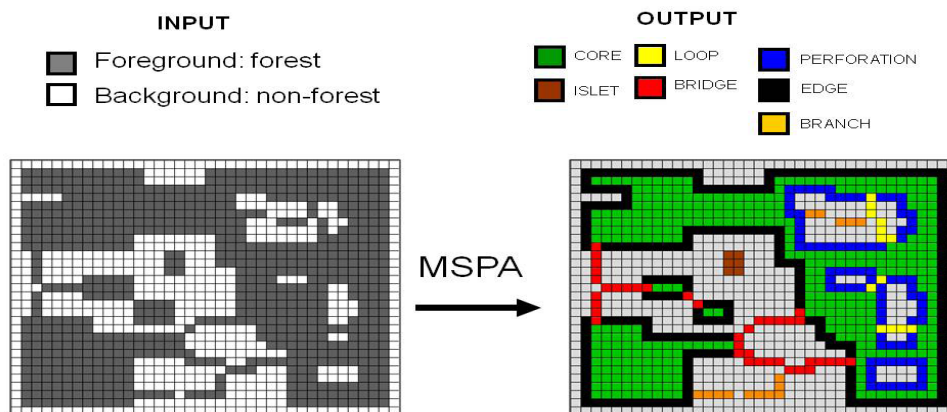 INPUT
Foreground: forest
Background: non-forest
OUTPUT
CORE
LOOP
PERFORATION
ISLET
BRIDGE
EDGE
BRANCH
MSPA